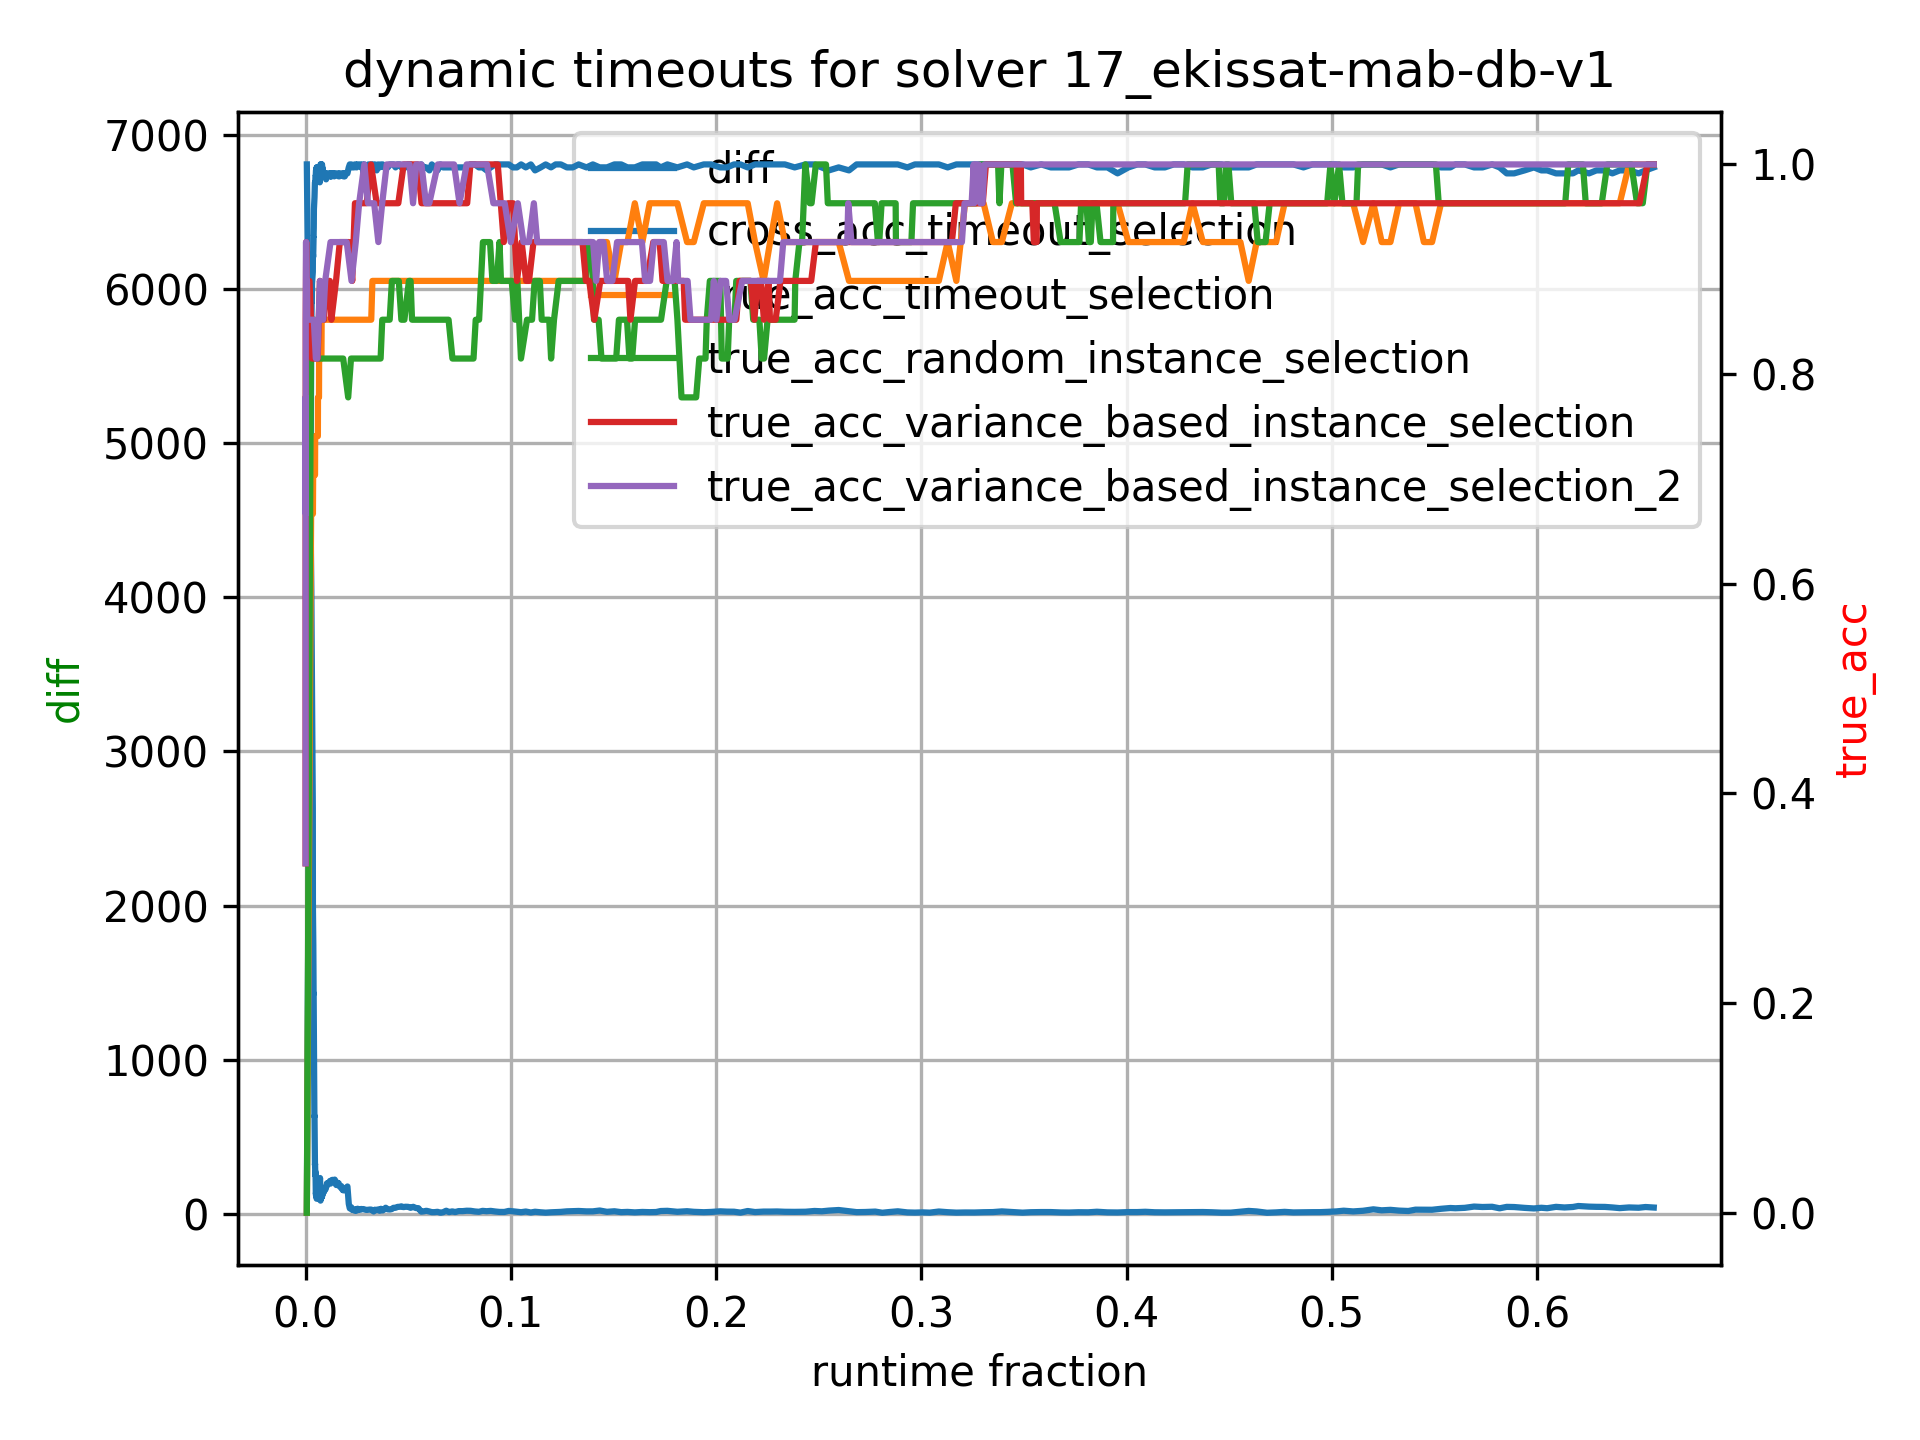 dynamic timeouts for solver 17_ekissat-mab-db-v1
7000
6000
5000
4000
3000
2000
1000
0
diff
diff
cross_acc_timeout_selection
true_acc_timeout_selection
true_acc_random_instance_selection
true_acc_variance_based_instance_selection
true_acc_variance_based_instance_selection_2
1.0
0.8
0.6
0.4
0.2
0.0
true_acc
0.0 0.1 0.2 0.3 0.4 0.5 0.6
runtime fraction